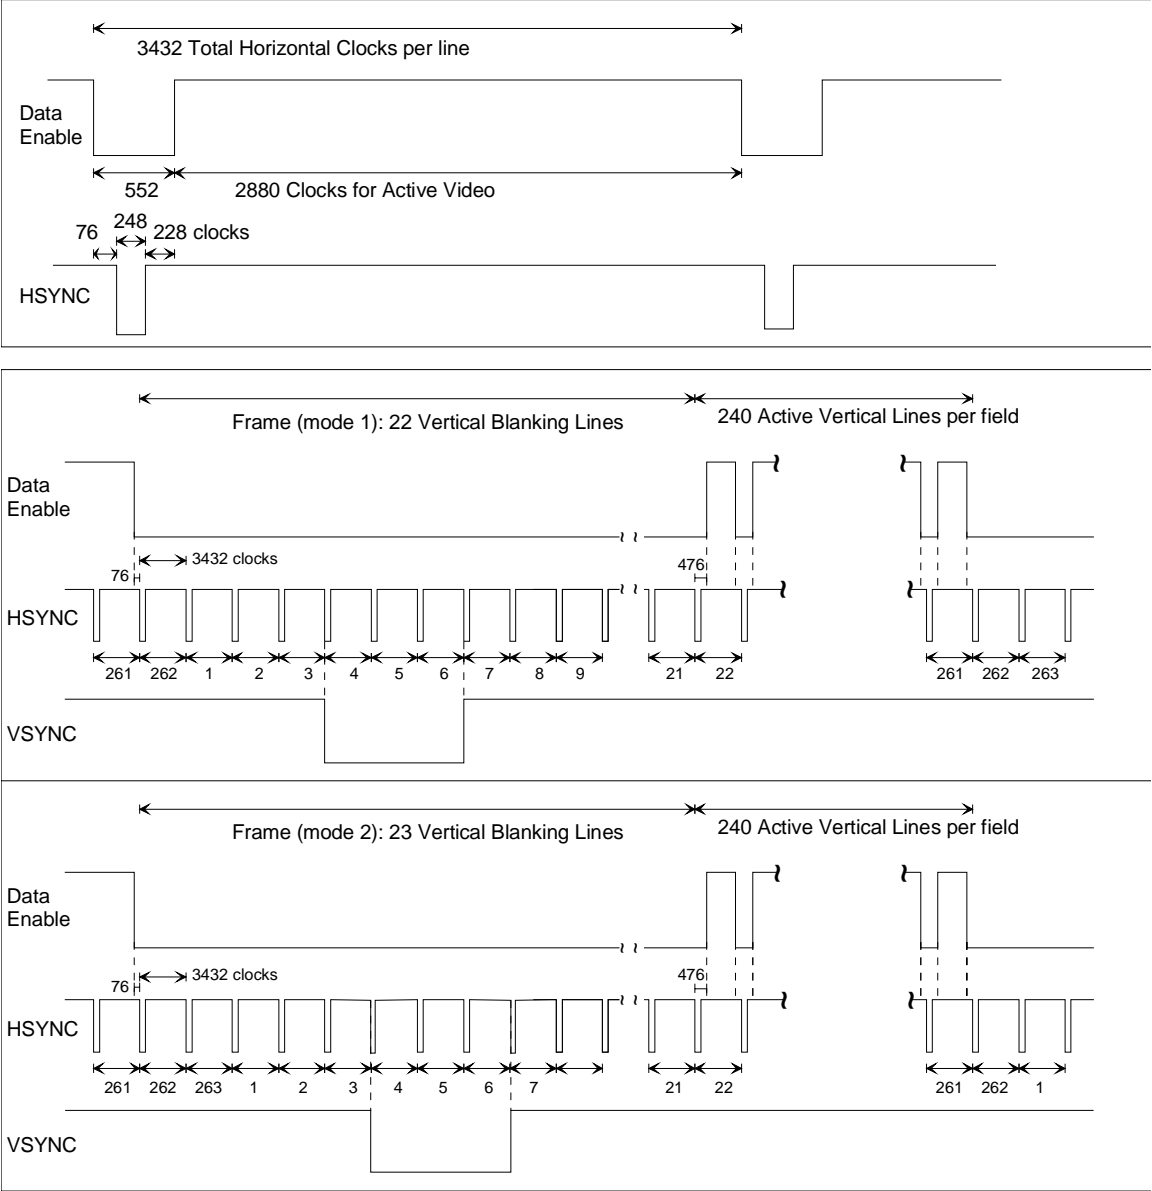 3432 Total Horizontal Clocks per line
Data
Enable
552
2880 Clocks for Active Video
76
248
228 clocks
HSYNC
Frame (mode 1): 22 Vertical Blanking Lines
240 Active Vertical Lines per field
Data
Enable
3432 clocks
76
476
HSYNC
261 262 1 2 3 4 5 6 7 8 9 21 22 261 262 263
VSYNC
Frame (mode 2): 23 Vertical Blanking Lines
240 Active Vertical Lines per field
Data
Enable
3432 clocks
76
476
HSYNC
261 262 263 1 2 3 4 5 6 7 21 22 261 262 1
VSYNC